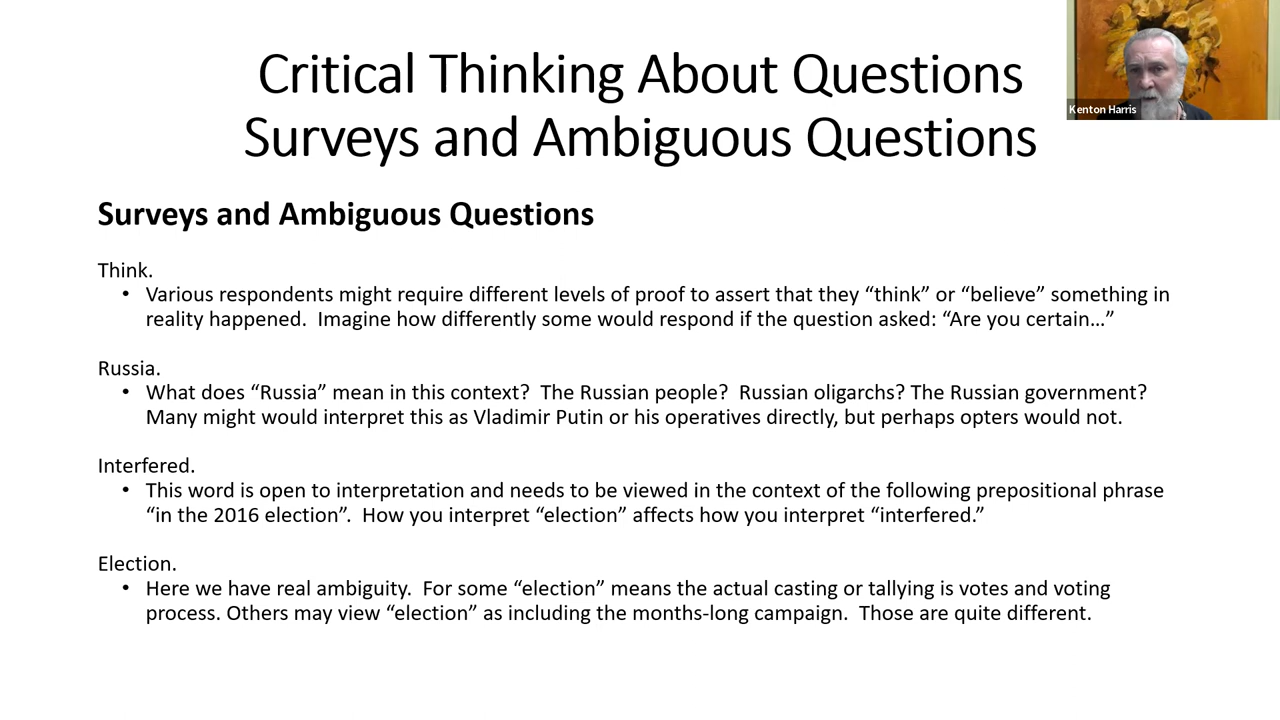 Critical Thinking About Questions
Surveys and Ambiguous Questions
Kenton Harris
Surveys and Ambiguous Questions
Think.
• Various respondents might require different levels of proof to assert that they “think” or “believe” something in
reality happened.  Imagine how differently some would respond if the question asked: “Are you certain…”
Russia.
• What does “Russia” mean in this context?  The Russian people?  Russian oligarchs? The Russian government?
Many might would interpret this as Vladimir Putin or his operatives directly, but perhaps opters would not.
Interfered.
• This word is open to interpretation and needs to be viewed in the context of the following prepositional phrase
“in the 2016 election”.  How you interpret “election” affects how you interpret “interfered.”
Election.
• Here we have real ambiguity.  For some “election” means the actual casting or tallying is votes and voting
process. Others may view “election” as including the months-long campaign.  Those are quite different.